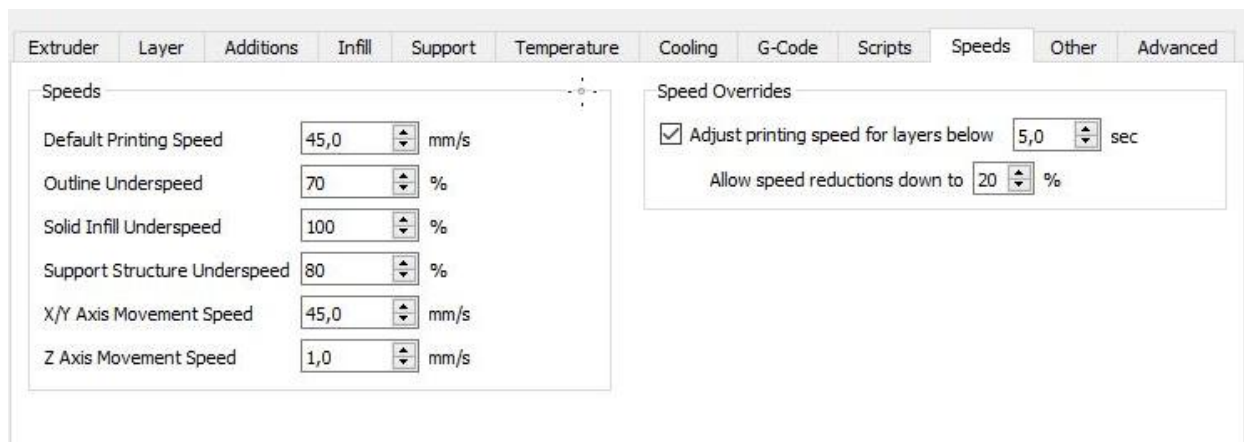 Extruder Layer Additions Infill Support Temperature Cooling G-Code Scripts Speeds Other Advanced
Speeds
Default Printing Speed 45,0 mm/s
Outline Underspeed 70 %
Solid Infill Underspeed 100 %
Support Structure Underspeed 80 %
X/Y Axis Movement Speed 45,0 mm/s
Z Axis Movement Speed 1,0 mm/s
Speed Overrides
Adjust printing speed for layers below 5,0 sec
Allow speed reductions down to 20 %